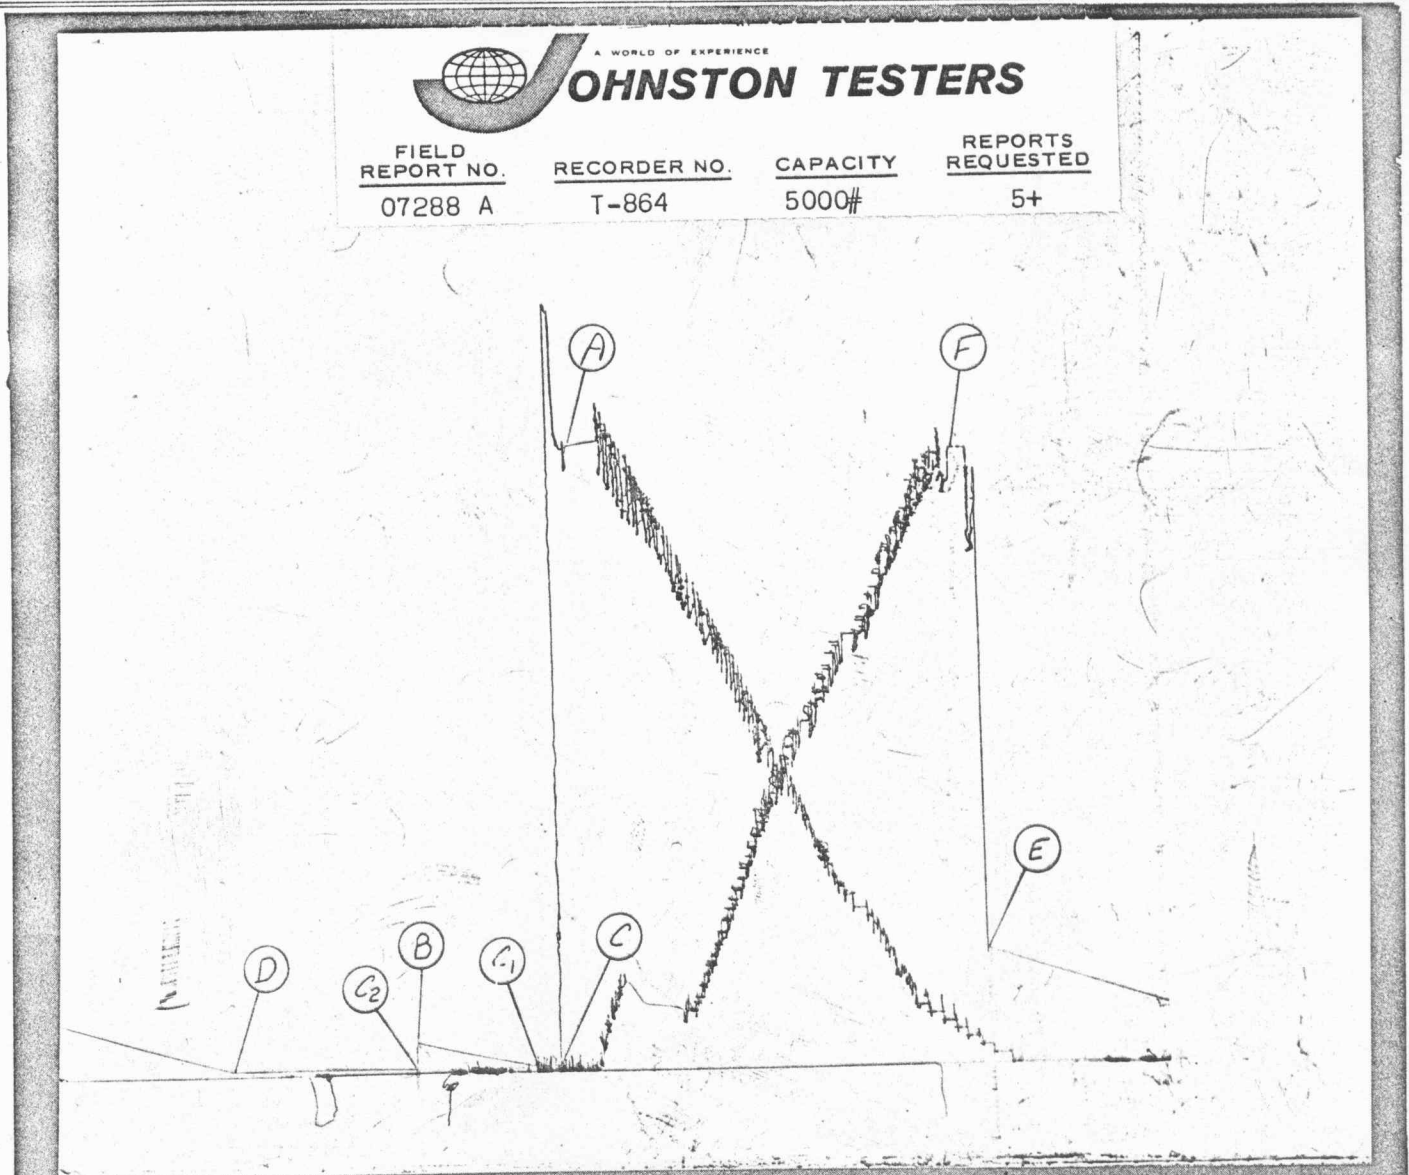 A WORLD OF EXPERIENCE
JOHNSTON TESTERS
FIELD REPORT NO.
RECORDER NO.
CAPACITY
REPORTS REQUESTED
07288 A
T-864
5000#
5+
A
F
E
B
C
C1
D
C2